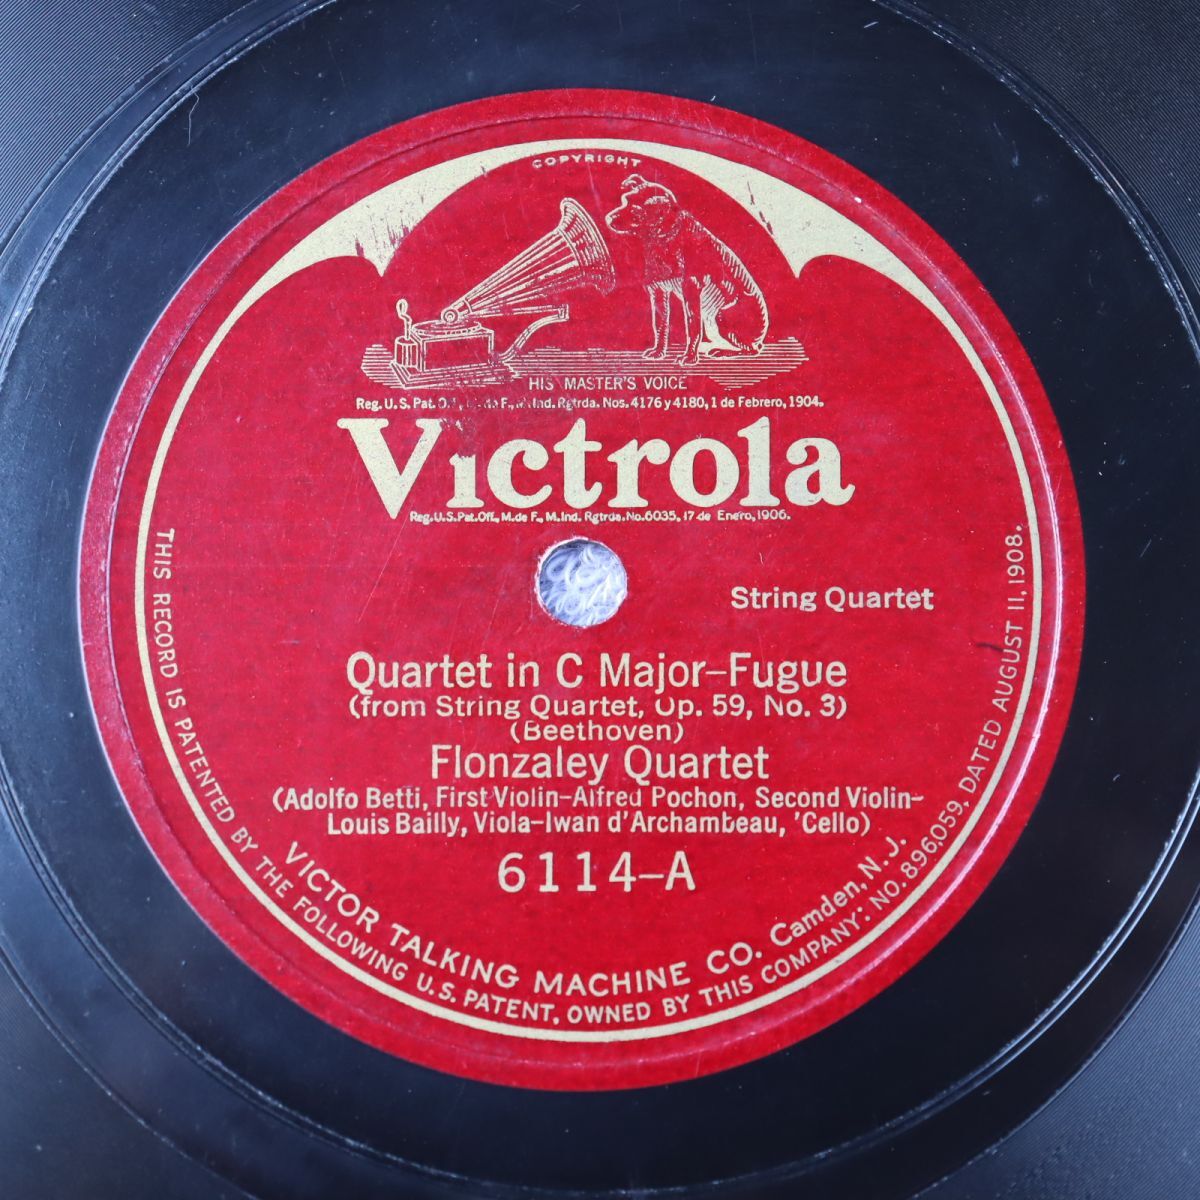 COPYRIGHT
HIS MASTER'S VOICE
Reg. U.S. Pat. Off., M. de F., M. Ind. Rgtrda. Nos. 4176 y 4180, 1 de Febrero, 1904.
Victrola
Reg. U.S. Pat. Off., M. de F., M. Ind. Rgtrda. No. 6035, 17 de Enero, 1906.
String Quartet
Quartet in C Major–Fugue
(from String Quartet, Op. 59, No. 3)
(Beethoven)
Flonzaley Quartet
(Adolfo Betti, First Violin–Alfred Pochon, Second Violin–
Louis Bailly, Viola–Iwan d'Archambeau, 'Cello)
6114–A
VICTOR TALKING MACHINE CO. Camden, N.J.
THIS RECORD IS PATENTED BY THE FOLLOWING U.S. PATENT, OWNED BY THIS COMPANY: NO. 896,059, DATED AUGUST 11, 1908.